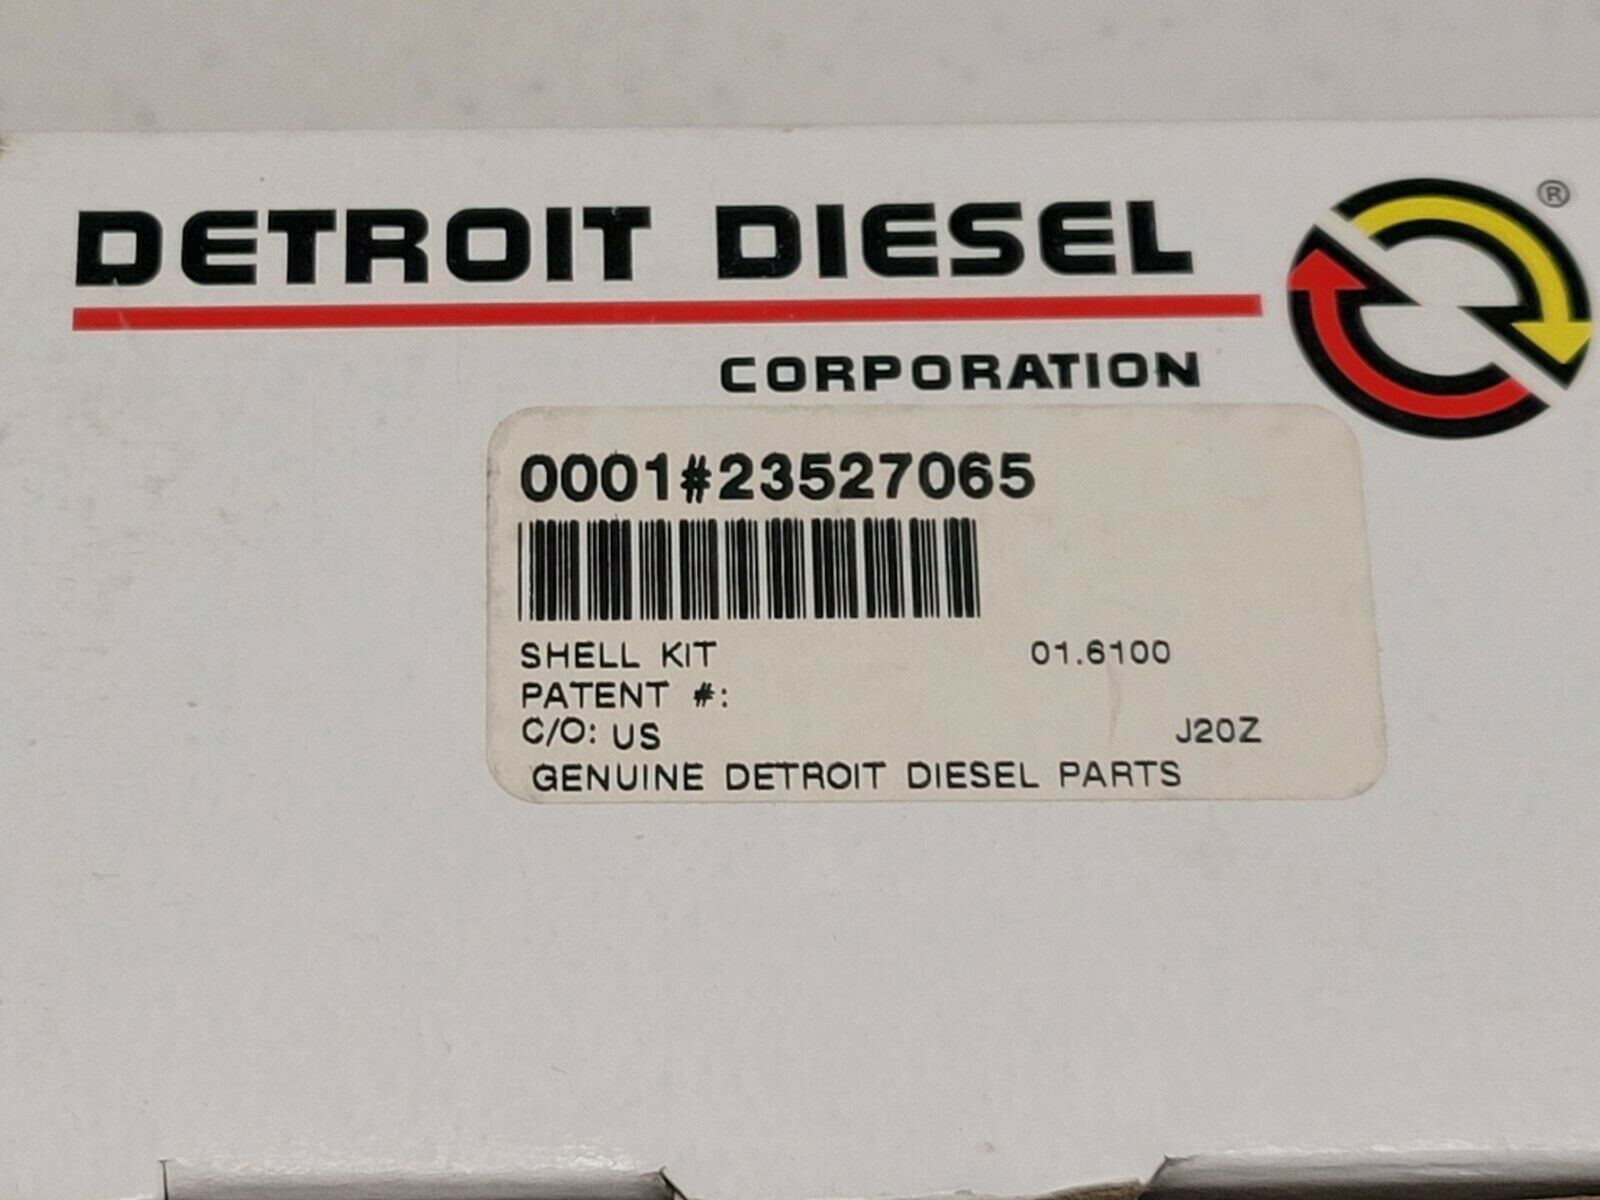 DETROIT DIESEL
®
CORPORATION
0001#23527065
SHELL KIT 01.6100
PATENT #:
C/O: US J20Z
GENUINE DETROIT DIESEL PARTS